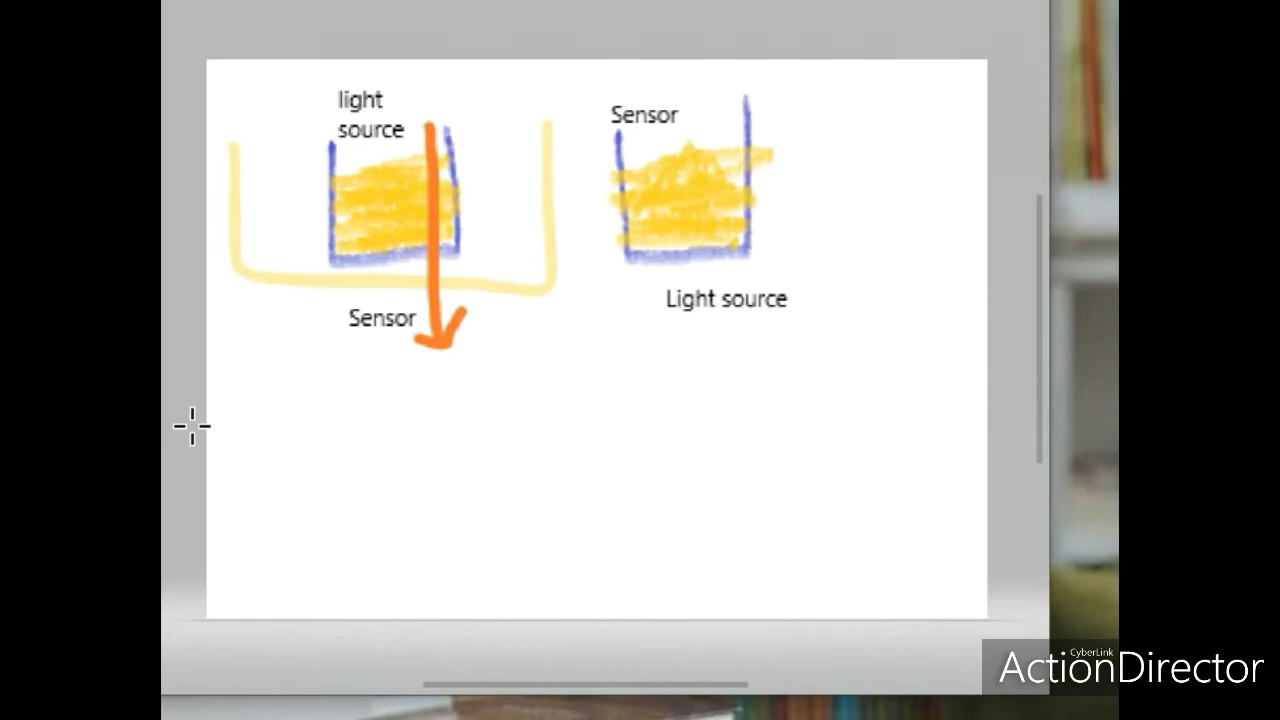 light
source
Sensor
Sensor
Light source
CyberLink
ActionDirector